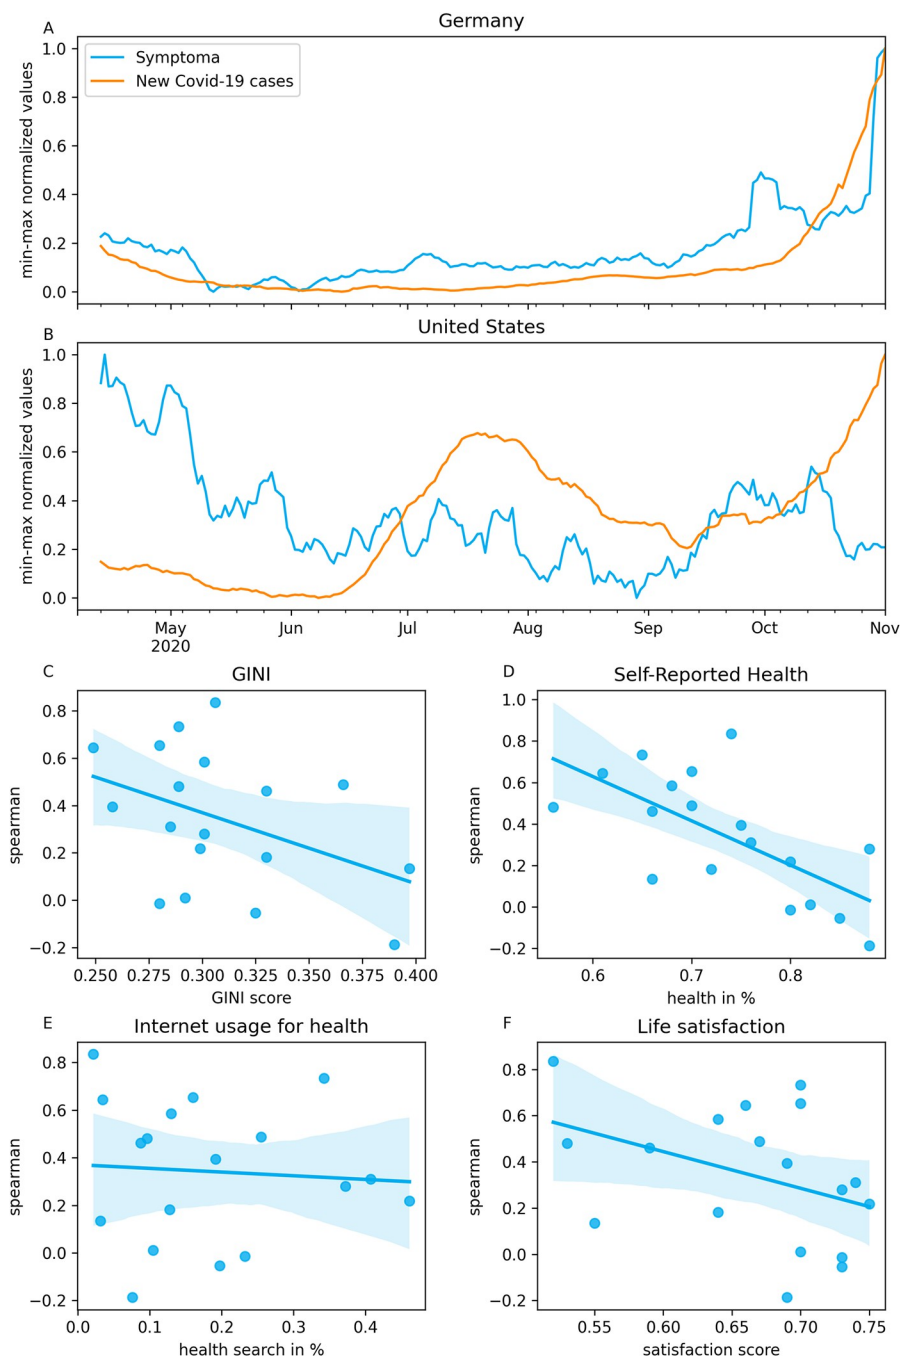 A
Germany
1.0
0.8
0.6
0.4
0.2
0.0
min-max normalized values
Symptoma
New Covid-19 cases
B
United States
1.0
0.8
0.6
0.4
0.2
0.0
min-max normalized values
May
2020
Jun
Jul
Aug
Sep
Oct
Nov
C
GINI
0.8
0.6
0.4
0.2
0.0
−0.2
spearman
0.250 0.275 0.300 0.325 0.350 0.375 0.400
GINI score
D
Self-Reported Health
1.0
0.8
0.6
0.4
0.2
0.0
−0.2
spearman
0.6 0.7 0.8
health in %
E
Internet usage for health
0.8
0.6
0.4
0.2
0.0
−0.2
spearman
0.0 0.1 0.2 0.3 0.4
health search in %
F
Life satisfaction
0.8
0.6
0.4
0.2
0.0
−0.2
spearman
0.55 0.60 0.65 0.70 0.75
satisfaction score